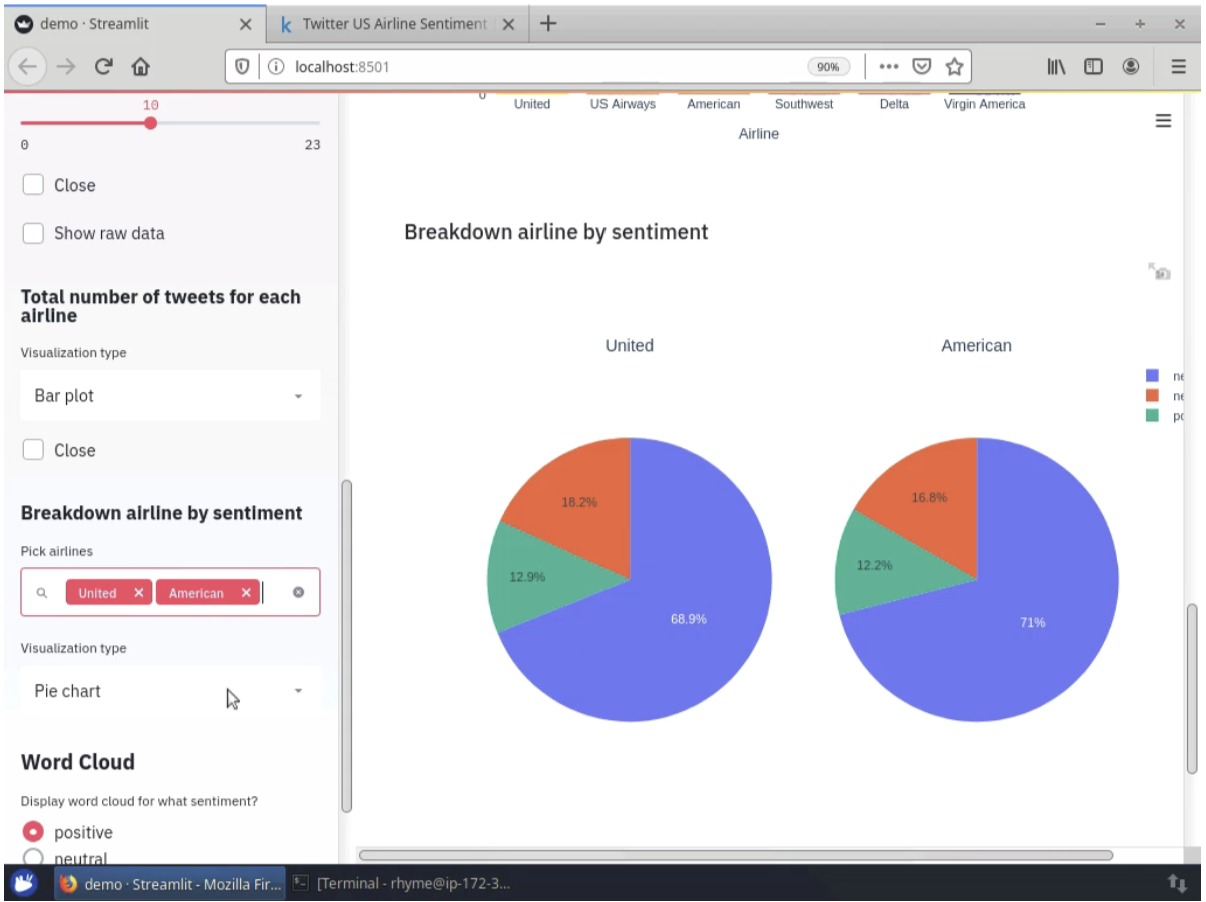 demo · Streamlit
Twitter US Airline Sentiment
localhost:8501
90%
10
0 23
Close
Show raw data
Total number of tweets for each
airline
Visualization type
Bar plot
Close
Breakdown airline by sentiment
Pick airlines
United American
Visualization type
Pie chart
Word Cloud
Display word cloud for what sentiment?
positive
neutral
0
United US Airways American Southwest Delta Virgin America
Airline
Breakdown airline by sentiment
United American
ne
ne
po
18.2%
12.9%
68.9%
16.8%
12.2%
71%
demo · Streamlit - Mozilla Fir...
[Terminal - rhyme@ip-172-3...